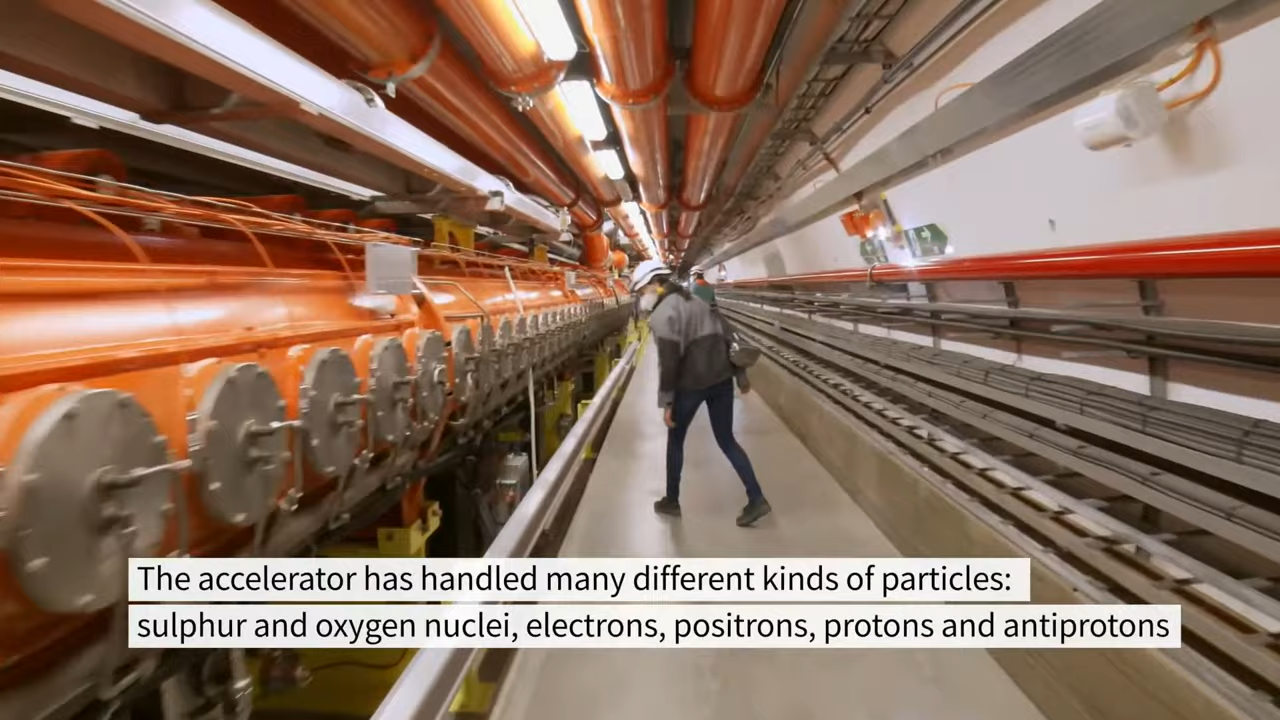 The accelerator has handled many different kinds of particles:
sulphur and oxygen nuclei, electrons, positrons, protons and antiprotons